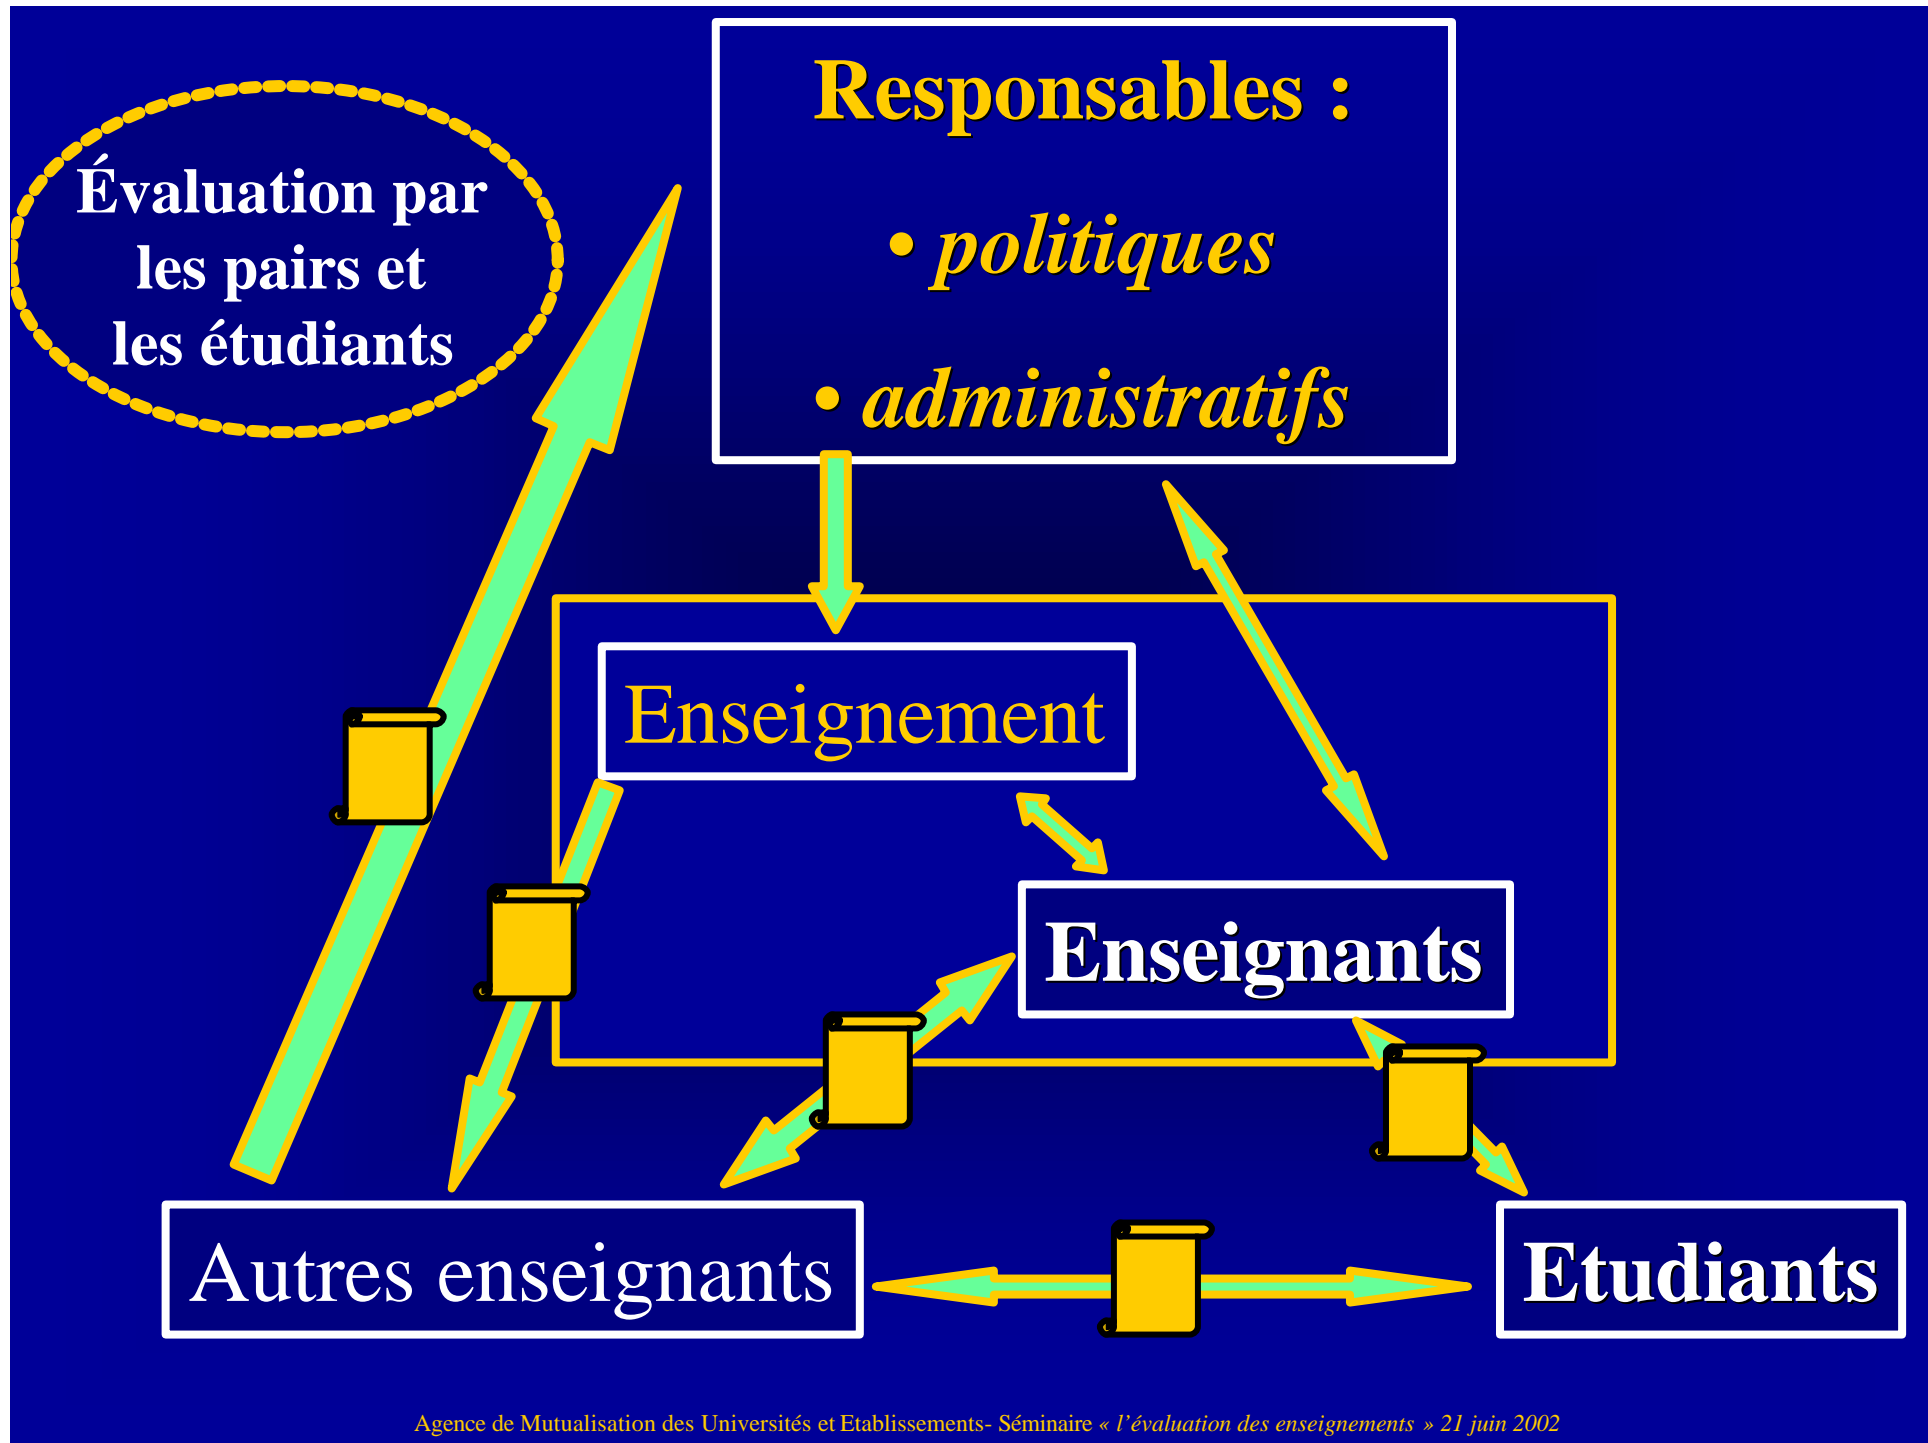 Évaluation par
les pairs et
les étudiants
Responsables :
• politiques
• administratifs
Enseignement
Enseignants
Autres enseignants
Etudiants
Agence de Mutualisation des Universités et Etablissements- Séminaire « l'évaluation des enseignements » 21 juin 2002